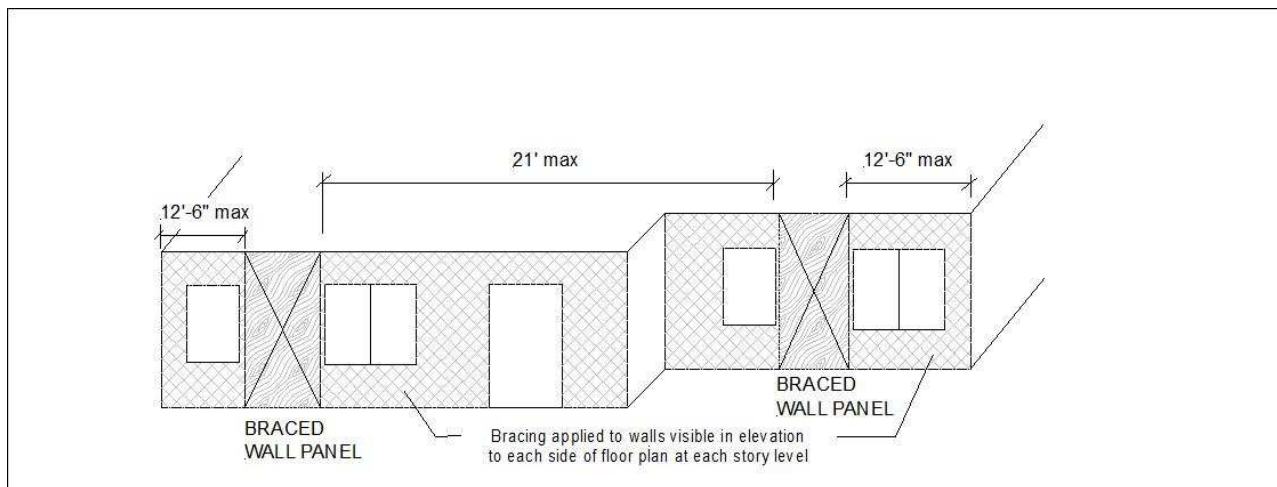 21' max
12'-6" max
12'-6" max
BRACED
WALL PANEL
BRACED
WALL PANEL
Bracing applied to walls visible in elevation
to each side of floor plan at each story level